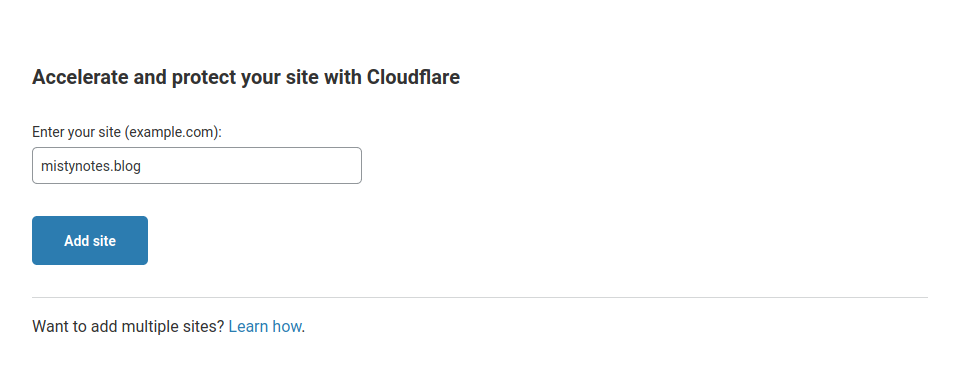 Accelerate and protect your site with Cloudflare
Enter your site (example.com):
mistynotes.blog
Add site
Want to add multiple sites? Learn how.